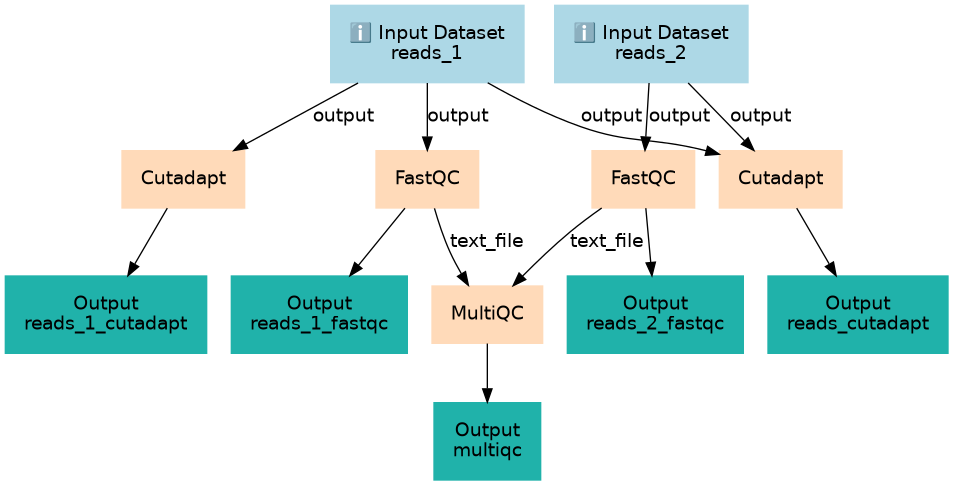 ℹ️ Input Dataset
reads_1
ℹ️ Input Dataset
reads_2
output
output
output
output
output
Cutadapt
FastQC
FastQC
Cutadapt
text_file
text_file
Output
reads_1_cutadapt
Output
reads_1_fastqc
MultiQC
Output
reads_2_fastqc
Output
reads_cutadapt
Output
multiqc